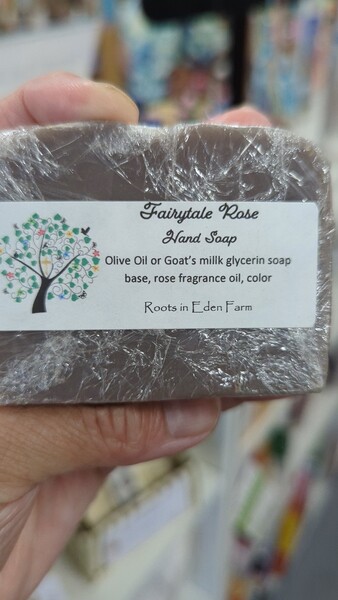 Fairytale Rose
Hand Soap
Olive Oil or Goat's millk glycerin soap
base, rose fragrance oil, color
Roots in Eden Farm